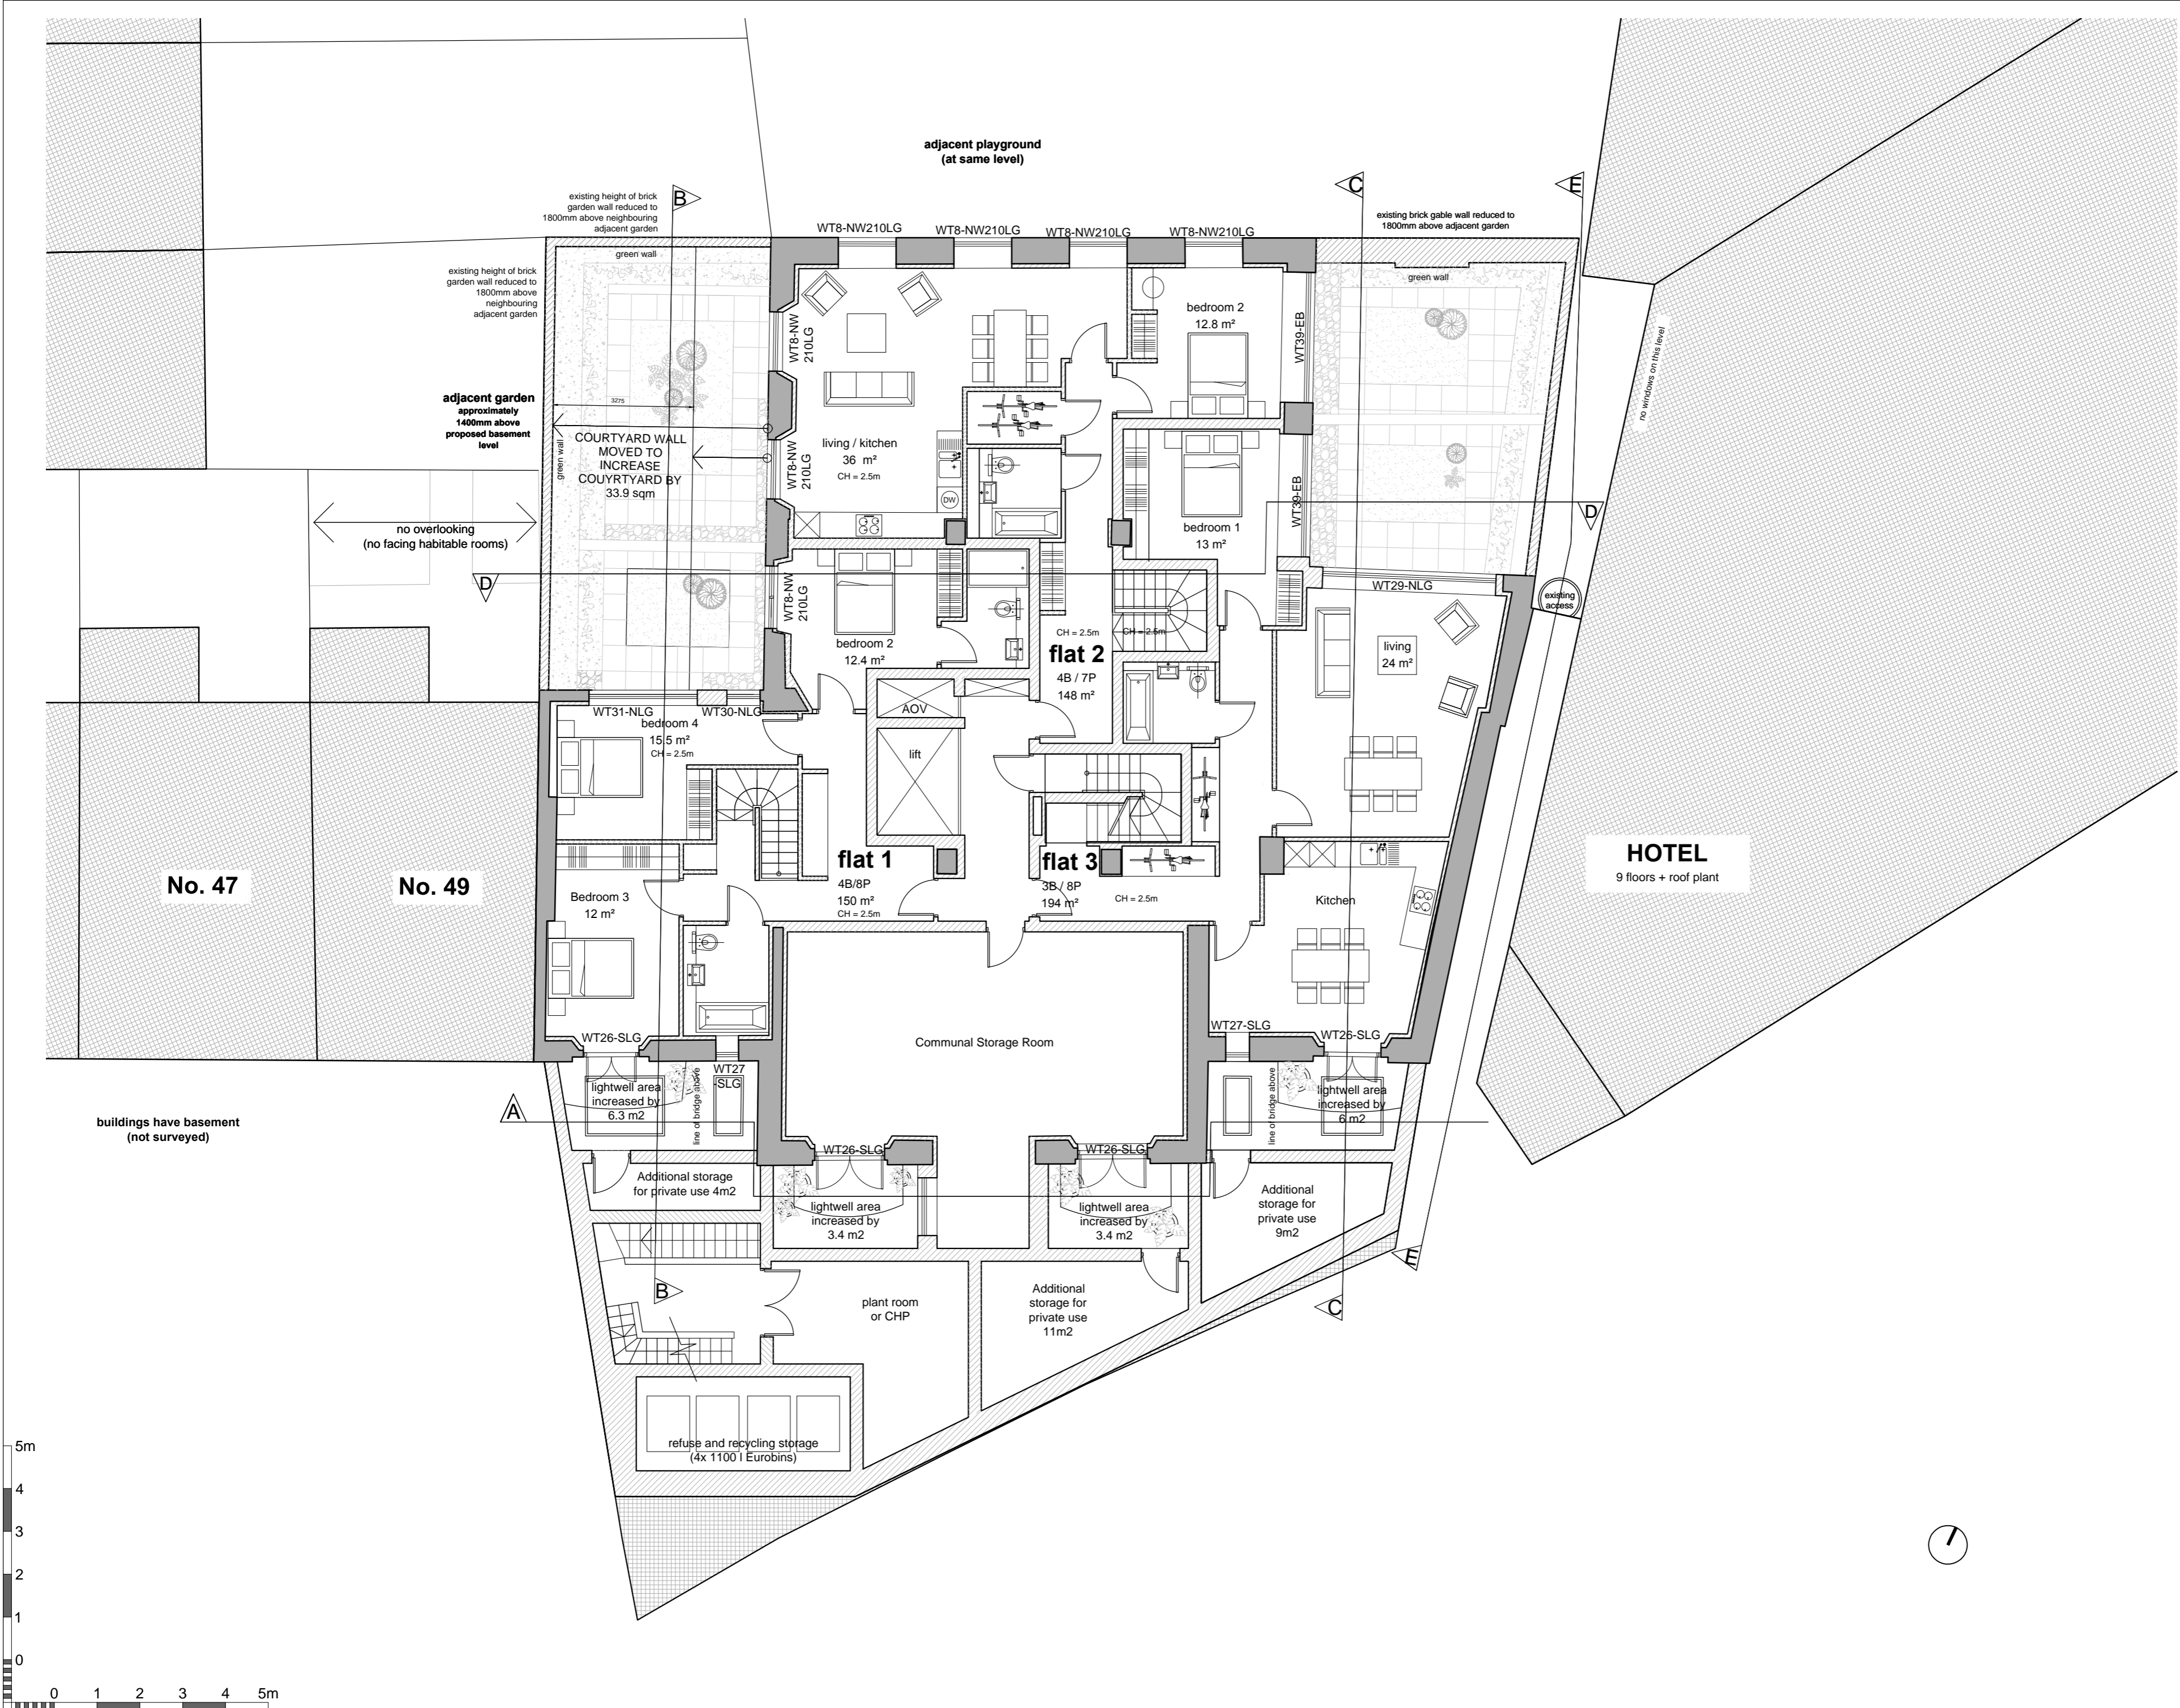 adjacent playground
(at same level)
existing height of brick
garden wall reduced to
1800mm above neighbouring
adjacent garden
B
C
E
existing brick gable wall reduced to
1800mm above adjacent garden
WT8-NW210LG
WT8-NW210LG
WT8-NW210LG
WT8-NW210LG
green wall
green wall
existing height of brick
garden wall reduced to
1800mm above
neighbouring
adjacent garden
bedroom 2
12.8 m²
WT8-NW
210LG
WT39-EB
no windows on this level
adjacent garden
approximately
1400mm above
proposed basement
level
3275
green wall
COURTYARD WALL
MOVED TO
INCREASE
COUYRTYARD BY
33.9 sqm
living / kitchen
36 m²
CH = 2.5m
WT8-NW
210LG
DW
WT39-EB
bedroom 1
13 m²
D
no overlooking
(no facing habitable rooms)
D
WT8-NW
210LG
WT29-NLG
existing
access
bedroom 2
12.4 m²
CH = 2.5m
CH = 2.5m
flat 2
4B / 7P
148 m²
living
24 m²
WT31-NLG
WT30-NLG
bedroom 4
15.5 m²
CH = 2.5m
AOV
lift
flat 1
4B/8P
150 m²
CH = 2.5m
flat 3
3B / 8P
194 m²
CH = 2.5m
No. 47
No. 49
Bedroom 3
12 m²
Kitchen
HOTEL
9 floors + roof plant
Communal Storage Room
WT26-SLG
WT27
-SLG
WT27-SLG
WT26-SLG
lightwell area
increased by
6.3 m2
line of bridge above
line of bridge above
lightwell area
increased by
6 m2
A
buildings have basement
(not surveyed)
WT26-SLG
WT26-SLG
Additional storage
for private use 4m2
lightwell area
increased by
3.4 m2
lightwell area
increased by
3.4 m2
Additional
storage for
private use
9m2
E
B
C
plant room
or CHP
Additional
storage for
private use
11m2
refuse and recycling storage
(4x 1100 l Eurobins)
5m
4
3
2
1
0
0 1 2 3 4 5m